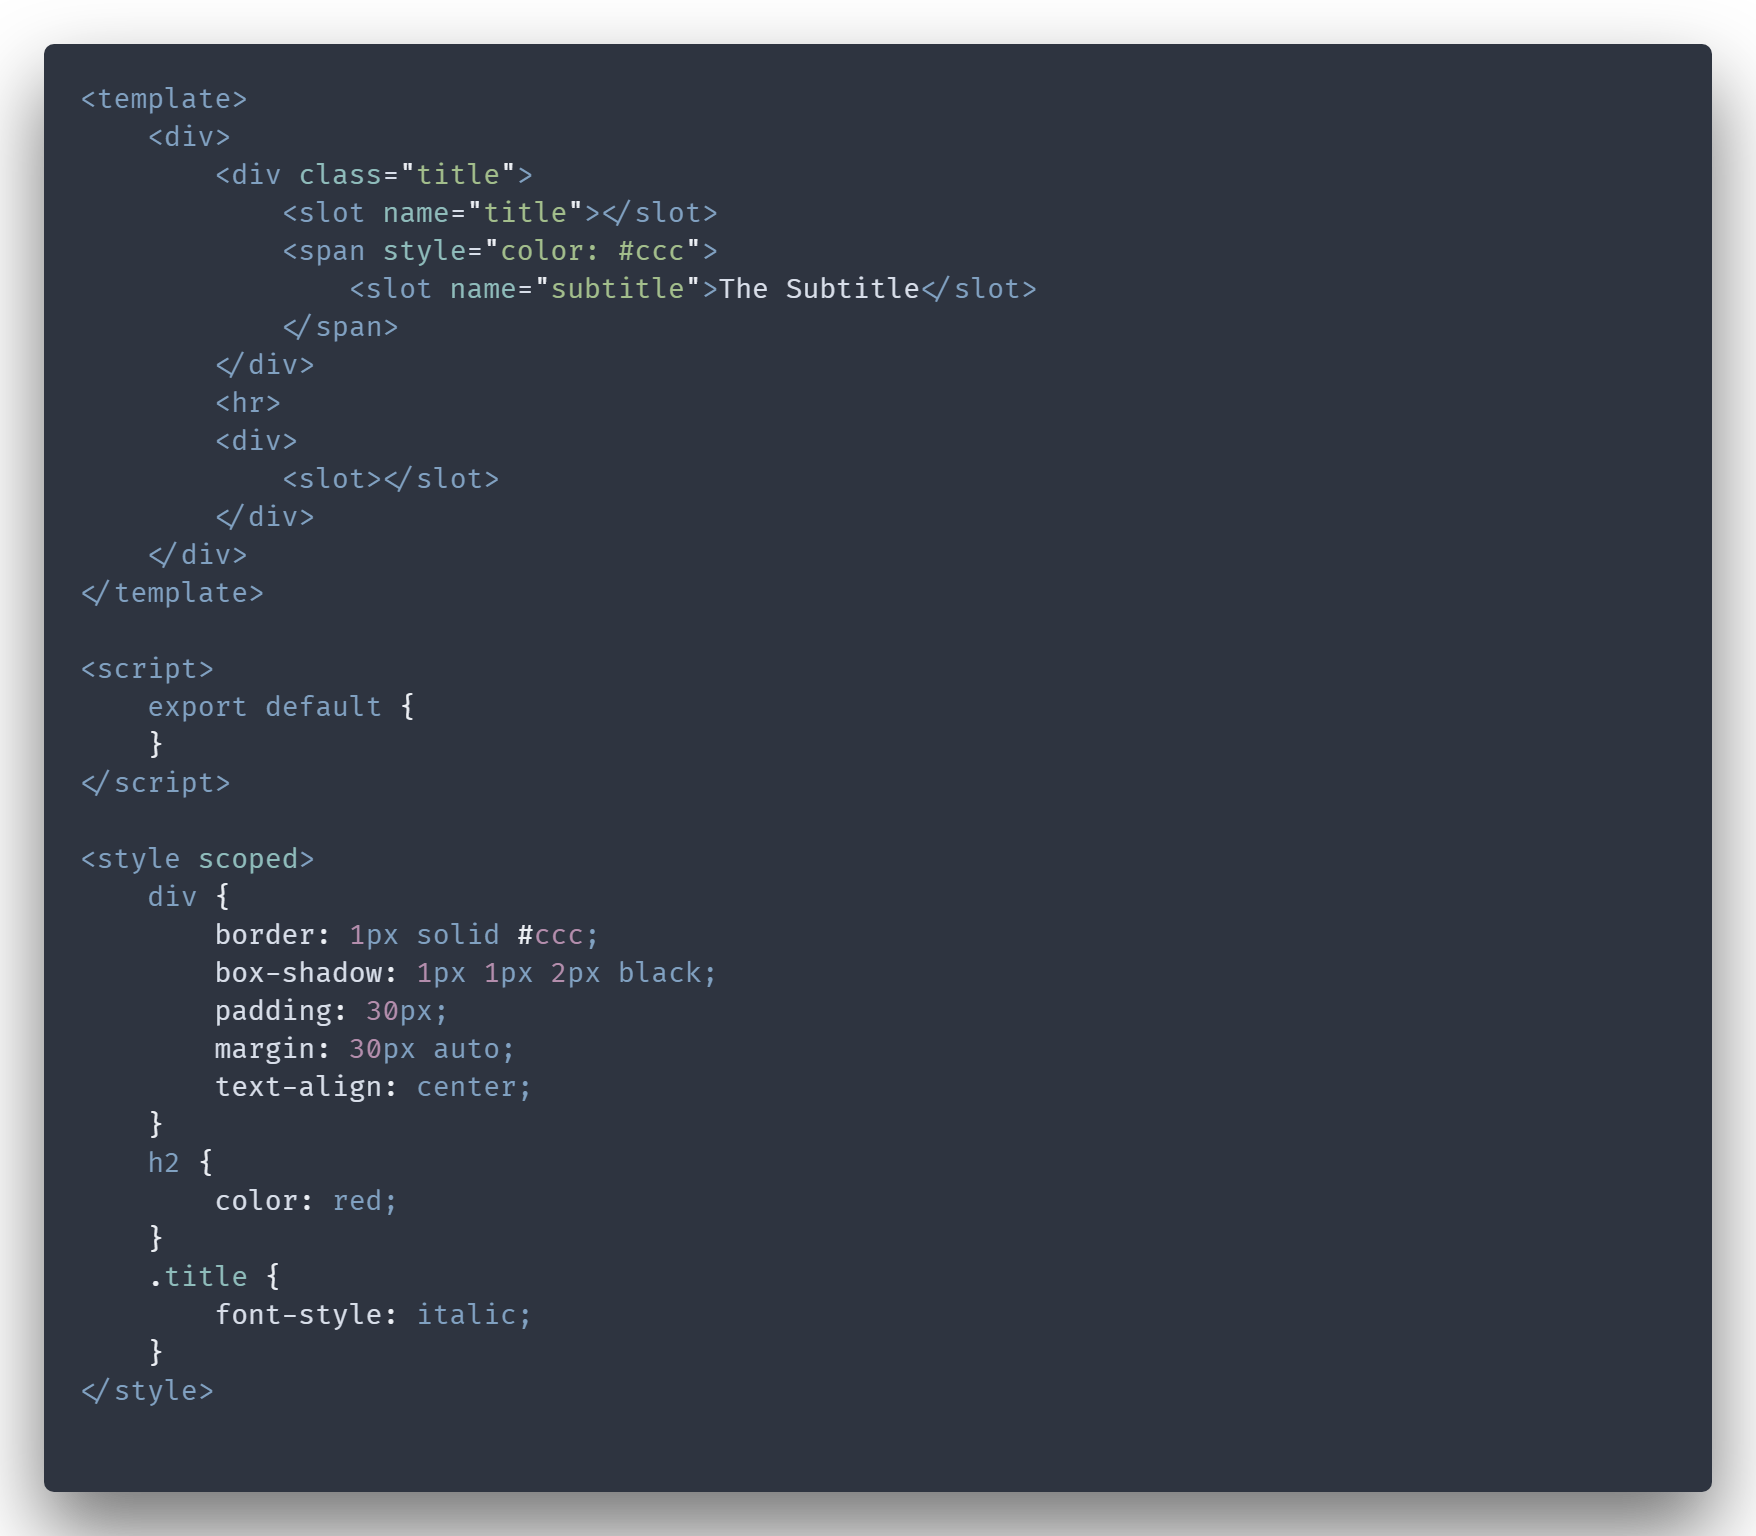 <template>
    <div>
        <div class="title">
            <slot name="title"></slot>
            <span style="color: #ccc">
                <slot name="subtitle">The Subtitle</slot>
            </span>
        </div>
        <hr>
        <div>
            <slot></slot>
        </div>
    </div>
</template>

<script>
    export default {
    }
</script>

<style scoped>
    div {
        border: 1px solid #ccc;
        box-shadow: 1px 1px 2px black;
        padding: 30px;
        margin: 30px auto;
        text-align: center;
    }
    h2 {
        color: red;
    }
    .title {
        font-style: italic;
    }
</style>